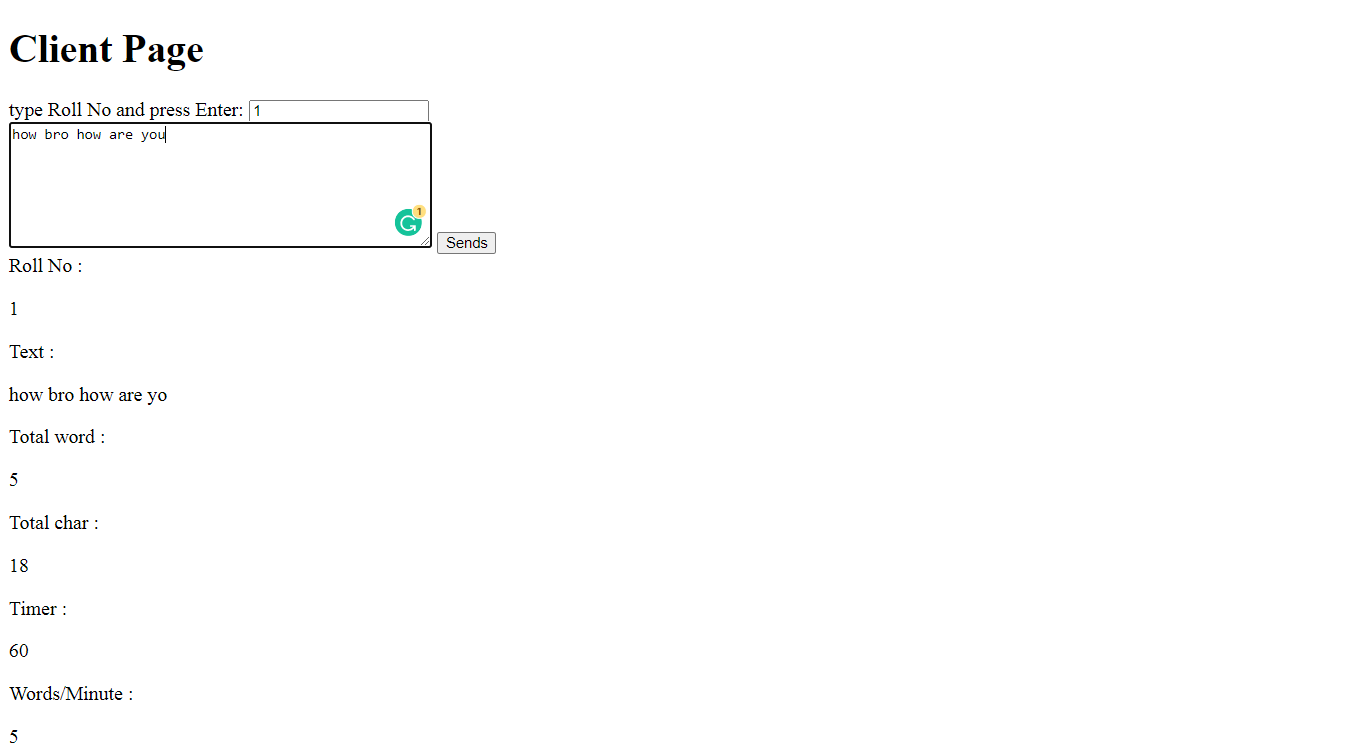 Client Page
type Roll No and press Enter: 1
how bro how are you
1
Sends
Roll No :
1
Text :
how bro how are yo
Total word :
5
Total char :
18
Timer :
60
Words/Minute :
5